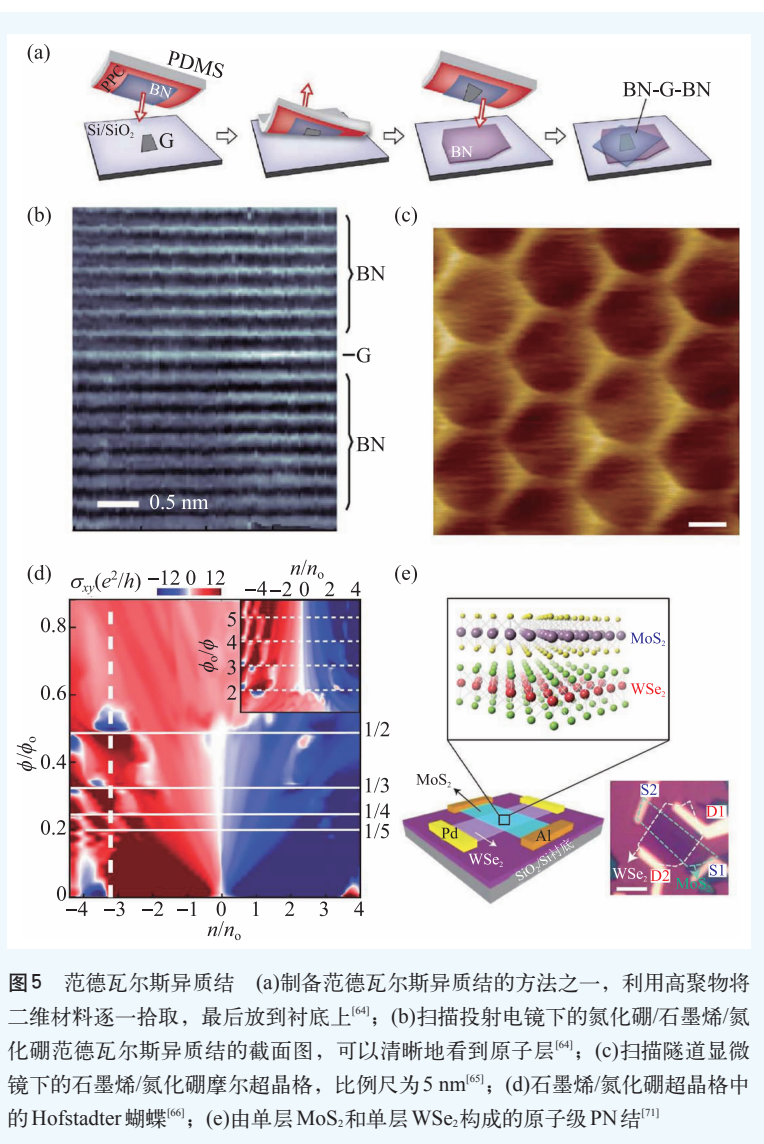 (a)
PDMS
PPC
BN
Si/SiO₂
G
BN
BN-G-BN
(b)
BN
G
BN
0.5 nm
(c)
(d)
σxy(e²/h) −12 0 12
n/no
−4 −2 0 2 4
ϕo/ϕ
5
4
3
2
ϕ/ϕo
0.8
0.6
0.4
0.2
0
1/2
1/3
1/4
1/5
−4 −3 −2 −1 0 1 2 4
n/no
(e)
MoS₂
WSe₂
MoS₂
Pd
Al
WSe₂
SiO₂/Si衬底
S2
D1
WSe₂
D2
S1
MoS₂
图5 范德瓦尔斯异质结 (a)制备范德瓦尔斯异质结的方法之一，利用高聚物将
二维材料逐一拾取，最后放到衬底上[64]；(b)扫描投射电镜下的氮化硼/石墨烯/氮
化硼范德瓦尔斯异质结的截面图，可以清晰地看到原子层[64]；(c)扫描隧道显微
镜下的石墨烯/氮化硼摩尔超晶格，比例尺为5 nm[65]；(d)石墨烯/氮化硼超晶格中
的Hofstadter蝴蝶[66]；(e)由单层MoS₂和单层WSe₂构成的原子级PN结[71]